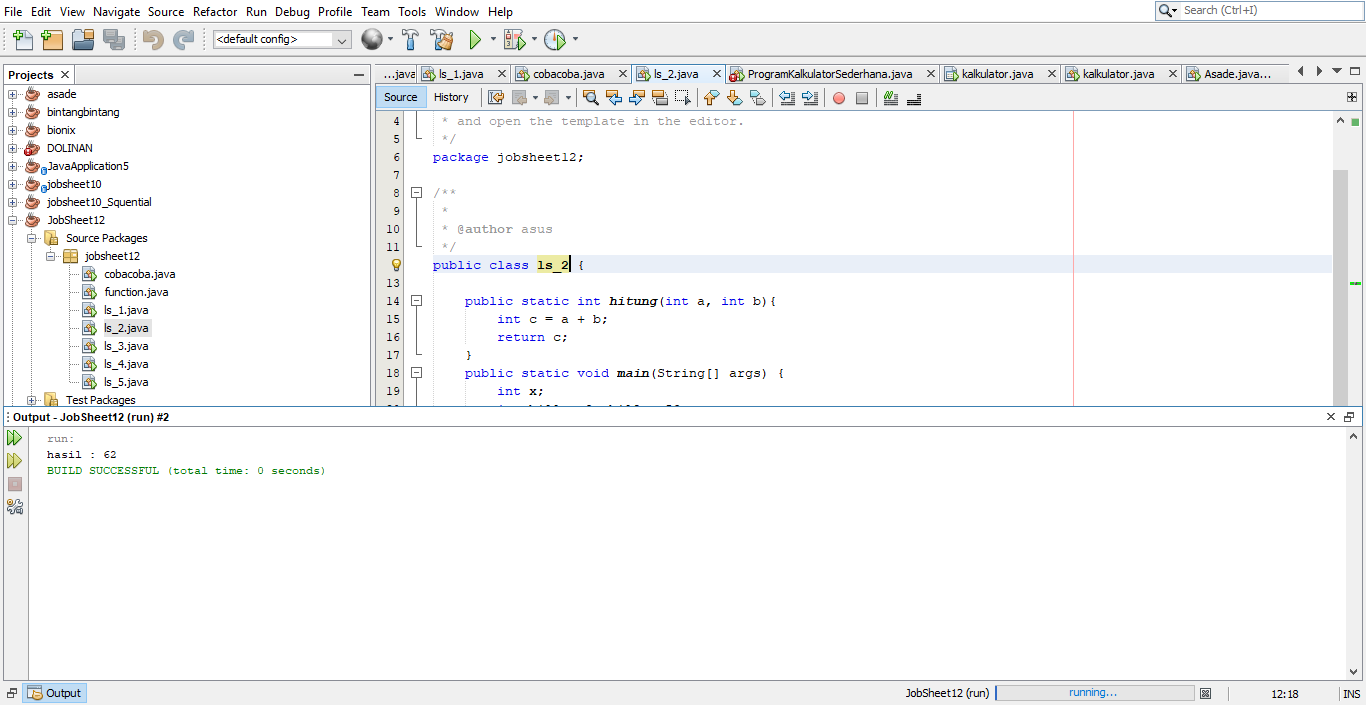 File Edit View Navigate Source Refactor Run Debug Profile Team Tools Window Help
Search (Ctrl+I)
<default config>
Projects
...java ls_1.java cobacoba.java ls_2.java ProgramKalkulatorSederhana.java kalkulator.java kalkulator.java Asade.java...
Source History
asade
bintangbintang
bionix
DOLINAN
JavaApplication5
jobsheet10
jobsheet10_Squential
JobSheet12
Source Packages
jobsheet12
cobacoba.java
function.java
ls_1.java
ls_2.java
ls_3.java
ls_4.java
ls_5.java
Test Packages
4 * and open the template in the editor.
5 */
6 package jobsheet12;
7
8 /**
9 *
10 * @author asus
11 */
public class ls_2 {
13
14 public static int hitung(int a, int b){
15 int c = a + b;
16 return c;
17 }
18 public static void main(String[] args) {
19 int x;
Output - JobSheet12 (run) #2
run:
hasil : 62
BUILD SUCCESSFUL (total time: 0 seconds)
Output
JobSheet12 (run) running... 12:18 INS